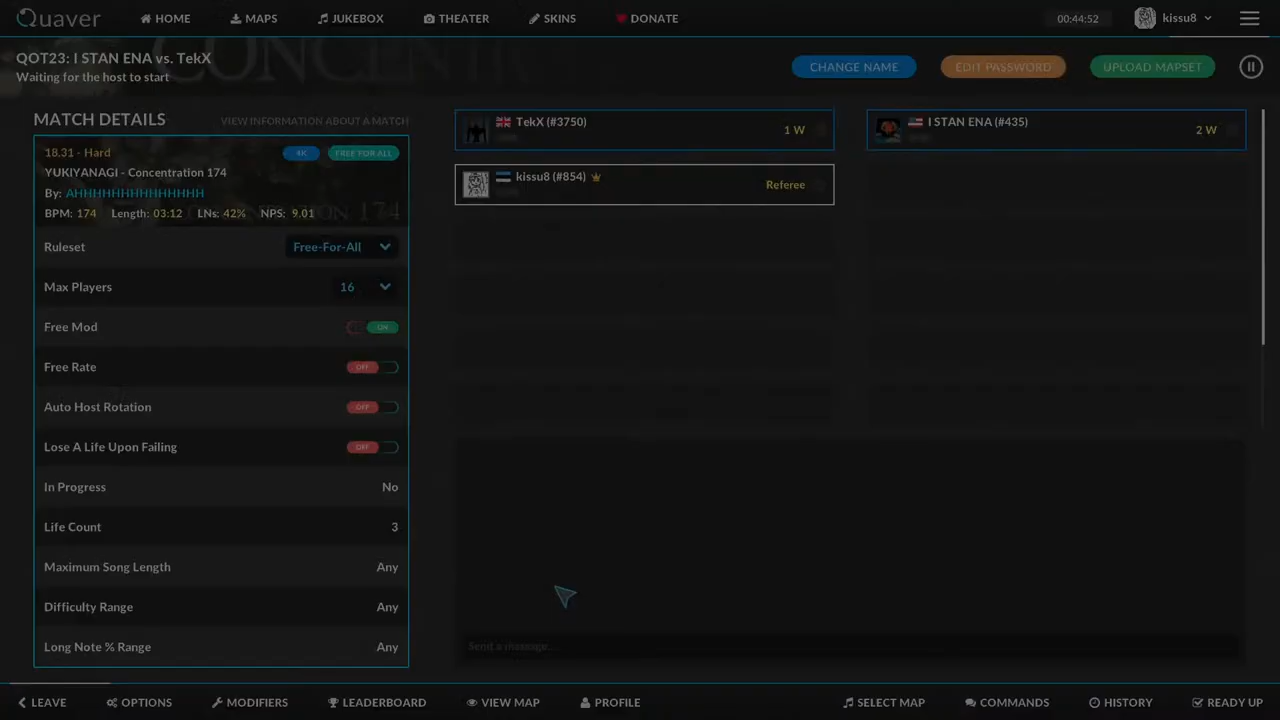 Quaver
HOME
MAPS
JUKEBOX
THEATER
SKINS
DONATE
00:44:52
kissu8
QOT23: I STAN ENA vs. TekX
Waiting for the host to start
CHANGE NAME
EDIT PASSWORD
UPLOAD MAPSET
MATCH DETAILS
VIEW INFORMATION ABOUT A MATCH
18.31 - Hard
4K
FREE FOR ALL
YUKIYANAGI - Concentration 174
By: AHHHHHHHHHHHHHHH
BPM: 174 Length: 03:12 LNs: 42% NPS: 9.01
Ruleset
Free-For-All
Max Players
16
Free Mod
ON
Free Rate
OFF
Auto Host Rotation
OFF
Lose A Life Upon Failing
OFF
In Progress
No
Life Count
3
Maximum Song Length
Any
Difficulty Range
Any
Long Note % Range
Any
TekX (#3750)
1 W
I STAN ENA (#435)
2 W
kissu8 (#854)
Referee
Send a message...
LEAVE
OPTIONS
MODIFIERS
LEADERBOARD
VIEW MAP
PROFILE
SELECT MAP
COMMANDS
HISTORY
READY UP